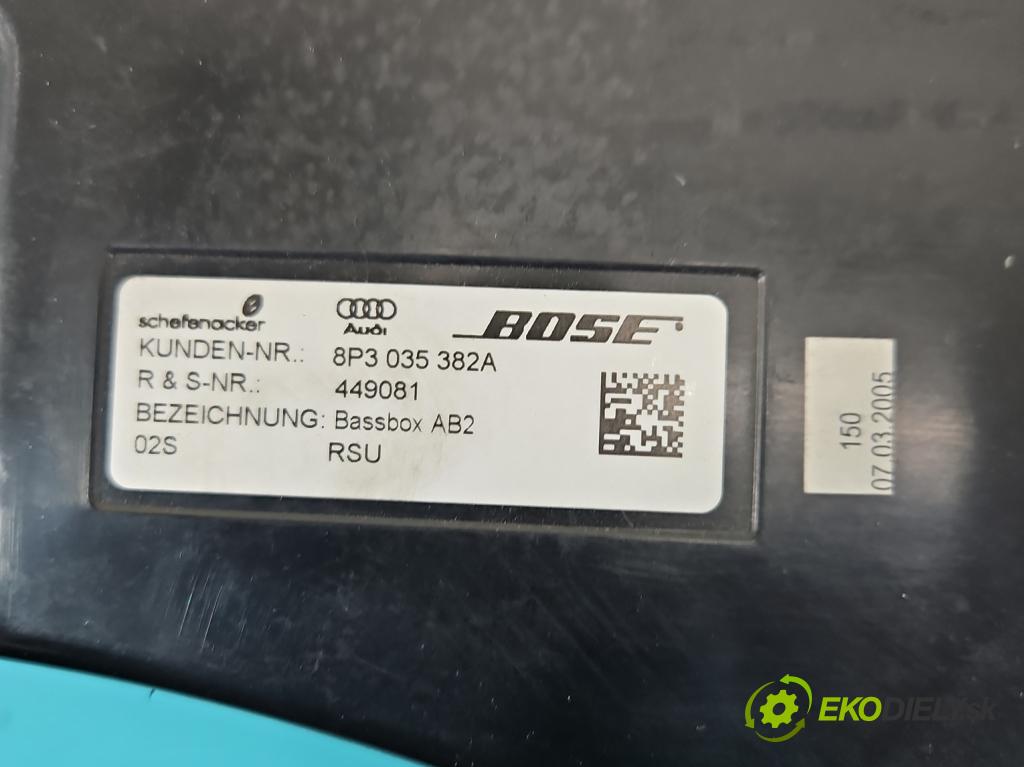 schefenacker
Audi
BOSE
KUNDEN-NR.: 8P3 035 382A
R & S-NR.: 449081
BEZEICHNUNG: Bassbox AB2
02S RSU
150
07.03.2005
EKODIELY.sk